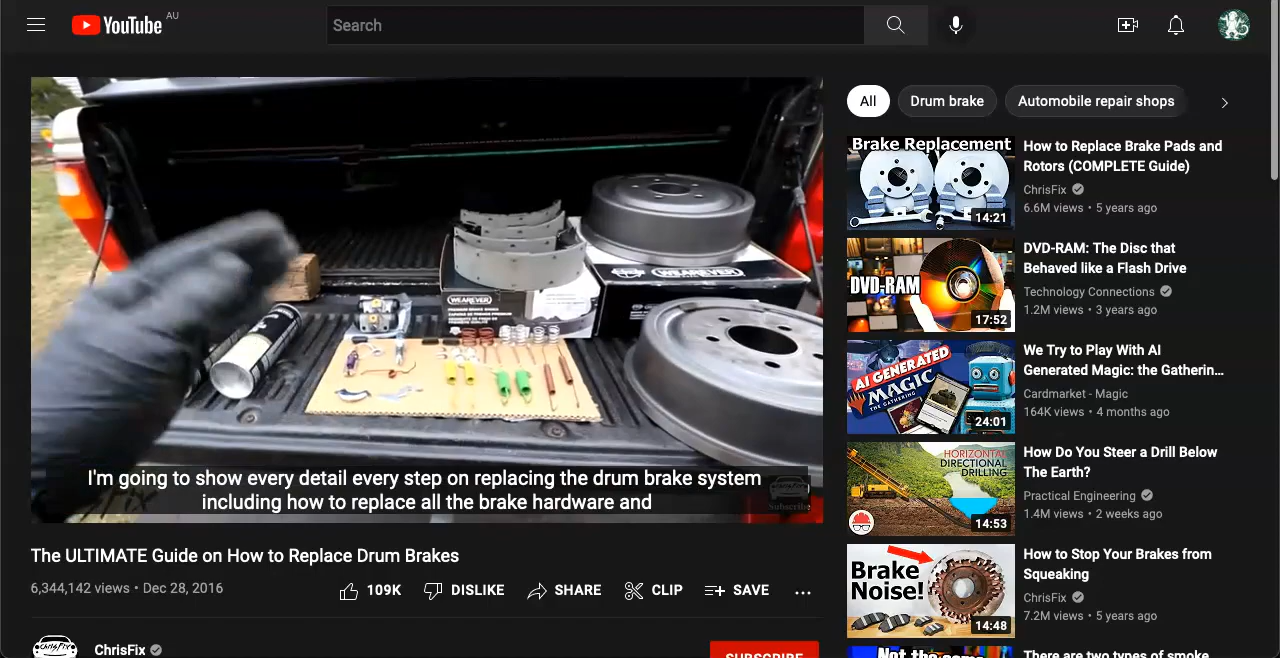 YouTube AU
Search
WEAREVER
WEAREVER
I'm going to show every detail every step on replacing the drum brake system
including how to replace all the brake hardware and
Subscribe
The ULTIMATE Guide on How to Replace Drum Brakes
6,344,142 views • Dec 28, 2016
109K
DISLIKE
SHARE
CLIP
SAVE
...
ChrisFix
ChrisFix
SUBSCRIBE
All
Drum brake
Automobile repair shops
Brake Replacement
14:21
How to Replace Brake Pads and
Rotors (COMPLETE Guide)
ChrisFix
6.6M views • 5 years ago
DVD-RAM
17:52
DVD-RAM: The Disc that
Behaved like a Flash Drive
Technology Connections
1.2M views • 3 years ago
AI GENERATED
MAGIC
THE GATHERING
24:01
We Try to Play With AI
Generated Magic: the Gatherin...
Cardmarket - Magic
164K views • 4 months ago
HORIZONTAL
DIRECTIONAL
DRILLING
14:53
How Do You Steer a Drill Below
The Earth?
Practical Engineering
1.4M views • 2 weeks ago
Brake
Noise!
14:48
How to Stop Your Brakes from
Squeaking
ChrisFix
7.2M views • 5 years ago
Not the same
There are two types of smoke